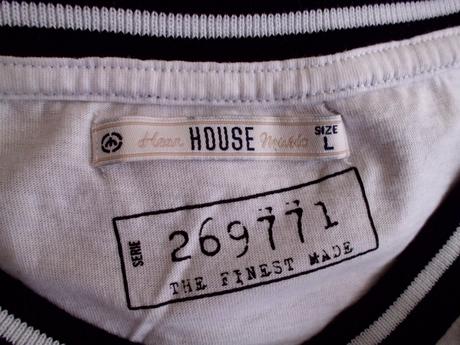 HOUSE
SIZE
L
SERIE
269771
THE FINEST MADE